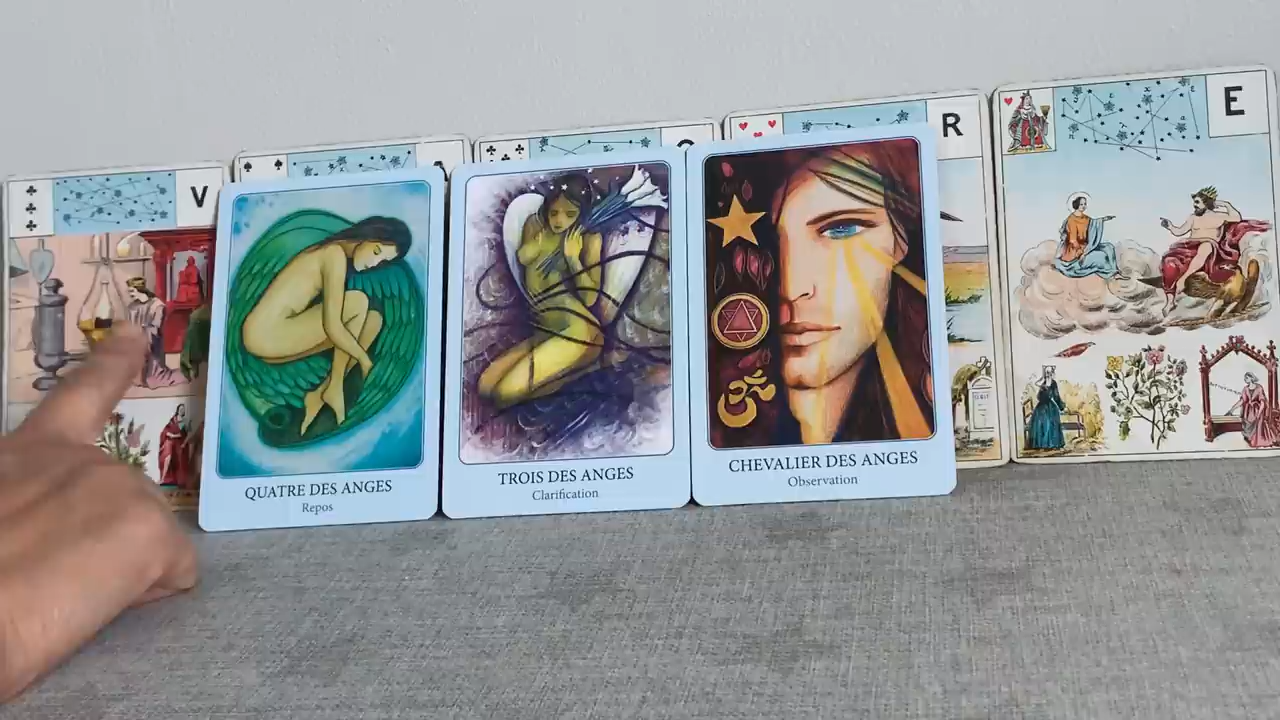 V
R
E
QUATRE DES ANGES
Repos
TROIS DES ANGES
Clarification
CHEVALIER DES ANGES
Observation